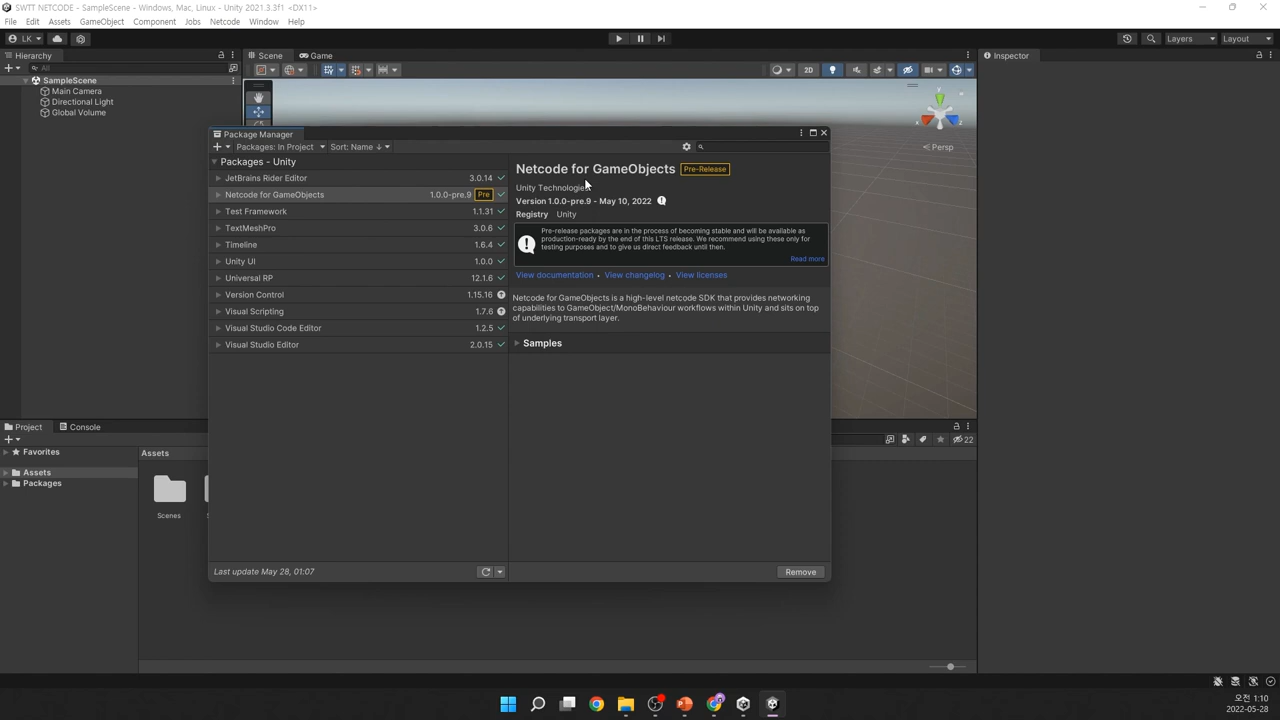 SWTT NETCODE - SampleScene - Windows, Mac, Linux - Unity 2021.3.3f1 <DX11>
File Edit Assets GameObject Component Jobs Netcode Window Help
LK Layers Layout
Hierarchy Scene Game Inspector
All
2D
SampleScene
Main Camera
Directional Light
Global Volume
Persp
Package Manager
Packages: In Project Sort: Name ↓
Packages - Unity
JetBrains Rider Editor 3.0.14
Netcode for GameObjects 1.0.0-pre.9 Pre
Test Framework 1.1.31
TextMeshPro 3.0.6
Timeline 1.6.4
Unity UI 1.0.0
Universal RP 12.1.6
Version Control 1.15.16
Visual Scripting 1.7.6
Visual Studio Code Editor 1.2.5
Visual Studio Editor 2.0.15
Last update May 28, 01:07
Netcode for GameObjects Pre-Release
Unity Technologies
Version 1.0.0-pre.9 - May 10, 2022
Registry Unity
Pre-release packages are in the process of becoming stable and will be available as
production-ready by the end of this LTS release. We recommend using these only for
testing purposes and to give us direct feedback until then.
Read more
View documentation • View changelog • View licenses
Netcode for GameObjects is a high-level netcode SDK that provides networking
capabilities to GameObject/MonoBehaviour workflows within Unity and sits on top
of underlying transport layer.
Samples
Remove
Project Console
22
Favorites
Assets
Packages
Assets
Scenes
오전 1:10
2022-05-28